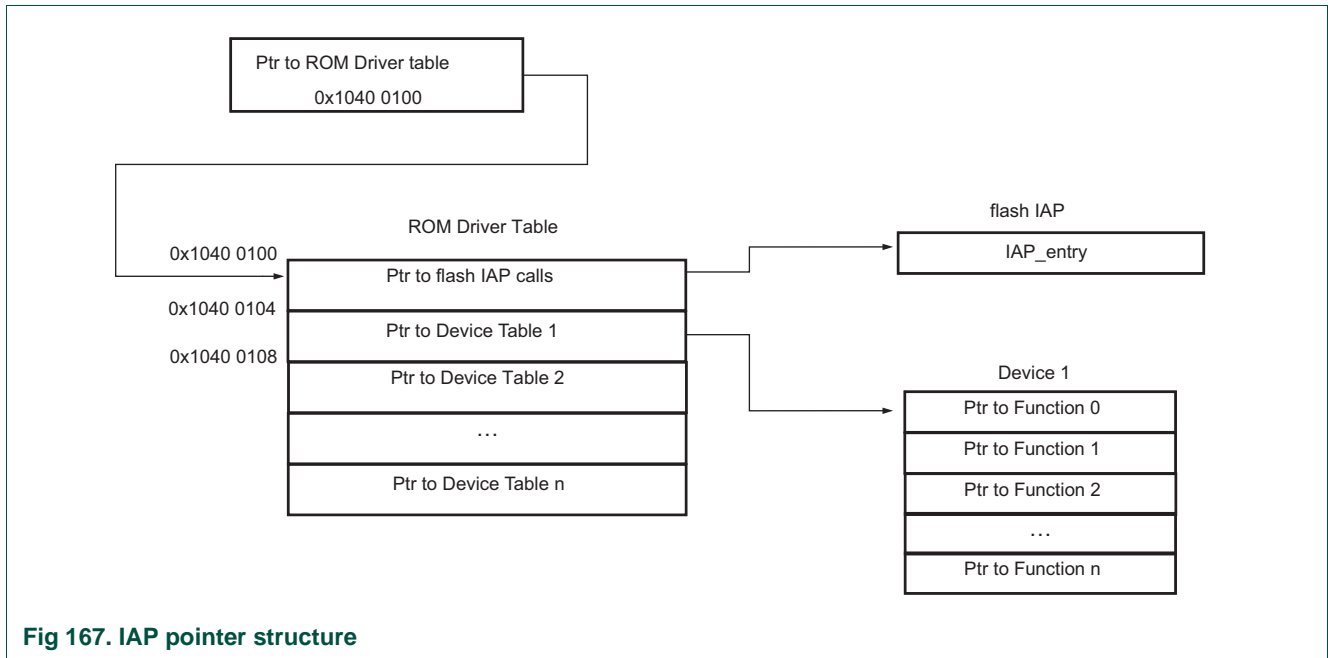 Ptr to ROM Driver table
0x1040 0100
ROM Driver Table
0x1040 0100
Ptr to flash IAP calls
0x1040 0104
Ptr to Device Table 1
0x1040 0108
Ptr to Device Table 2
...
Ptr to Device Table n
flash IAP
IAP_entry
Device 1
Ptr to Function 0
Ptr to Function 1
Ptr to Function 2
...
Ptr to Function n
Fig 167. IAP pointer structure